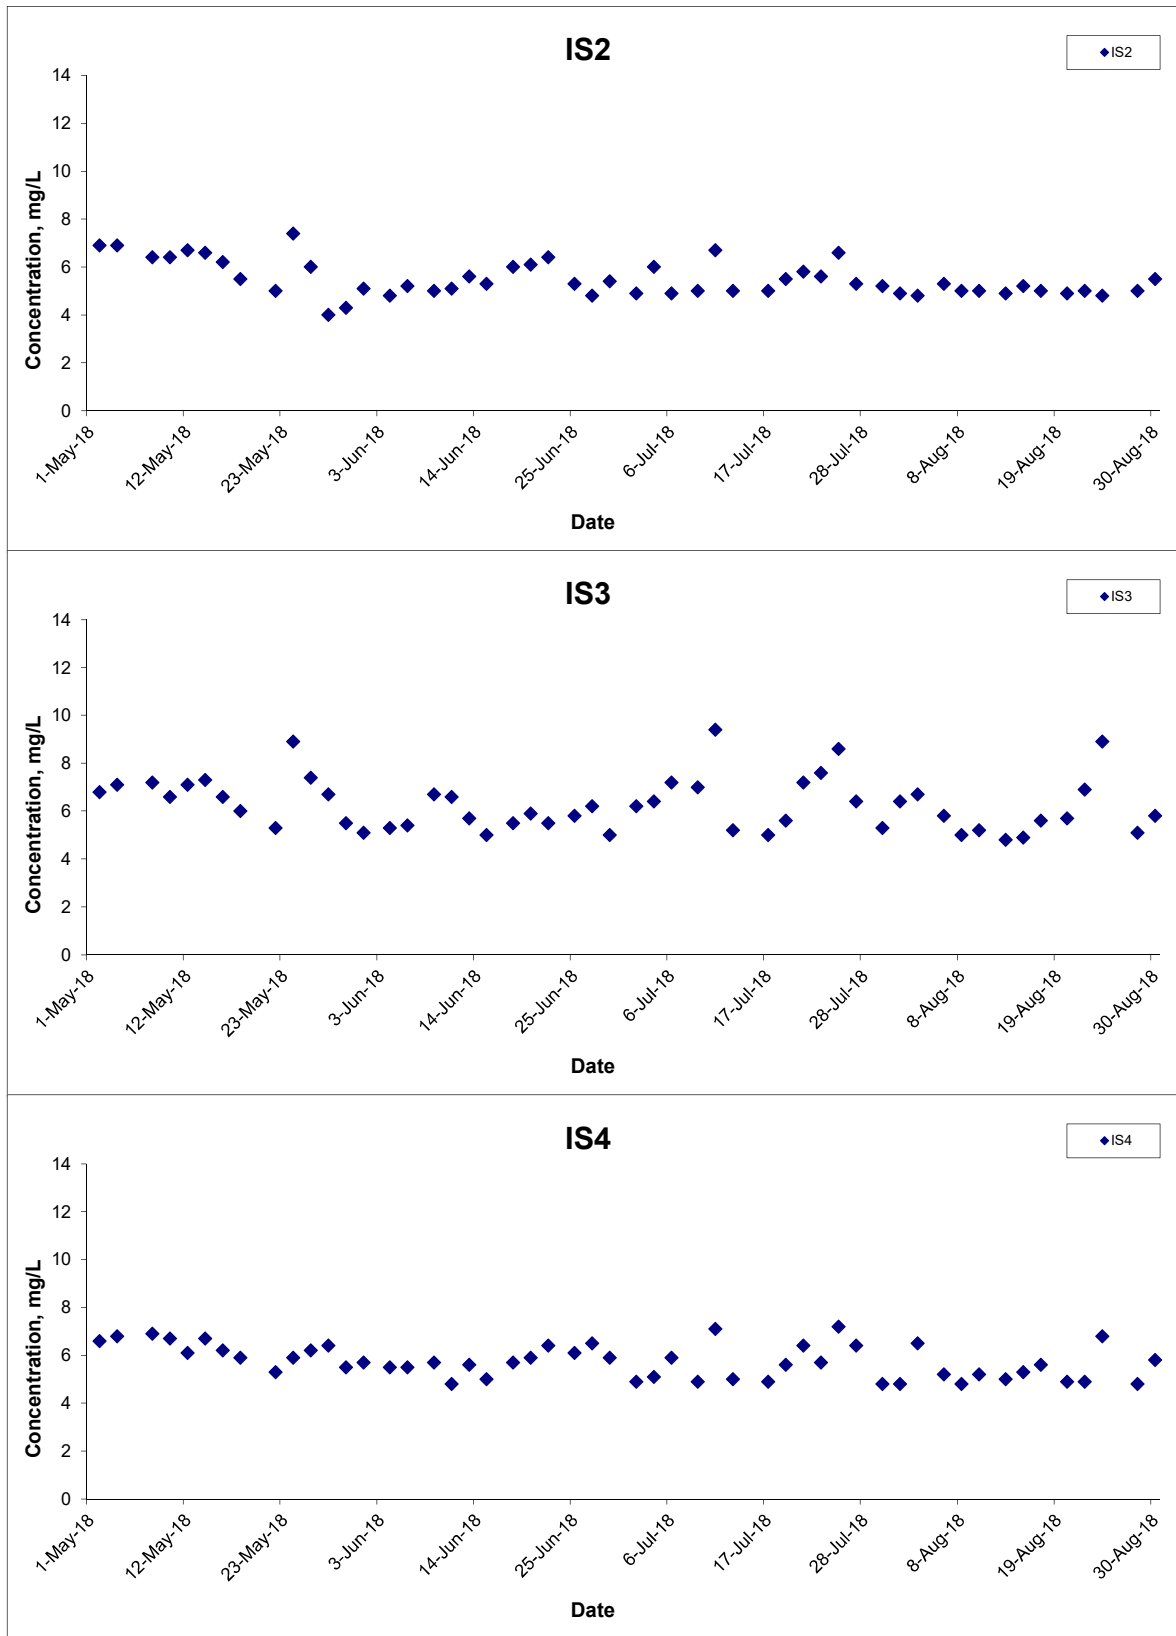 IS2
IS2
14
12
10
8
6
4
2
0
Concentration, mg/L
1-May-18
12-May-18
23-May-18
3-Jun-18
14-Jun-18
25-Jun-18
6-Jul-18
17-Jul-18
28-Jul-18
8-Aug-18
19-Aug-18
30-Aug-18
Date
IS3
IS3
14
12
10
8
6
4
2
0
Concentration, mg/L
1-May-18
12-May-18
23-May-18
3-Jun-18
14-Jun-18
25-Jun-18
6-Jul-18
17-Jul-18
28-Jul-18
8-Aug-18
19-Aug-18
30-Aug-18
Date
IS4
IS4
14
12
10
8
6
4
2
0
Concentration, mg/L
1-May-18
12-May-18
23-May-18
3-Jun-18
14-Jun-18
25-Jun-18
6-Jul-18
17-Jul-18
28-Jul-18
8-Aug-18
19-Aug-18
30-Aug-18
Date